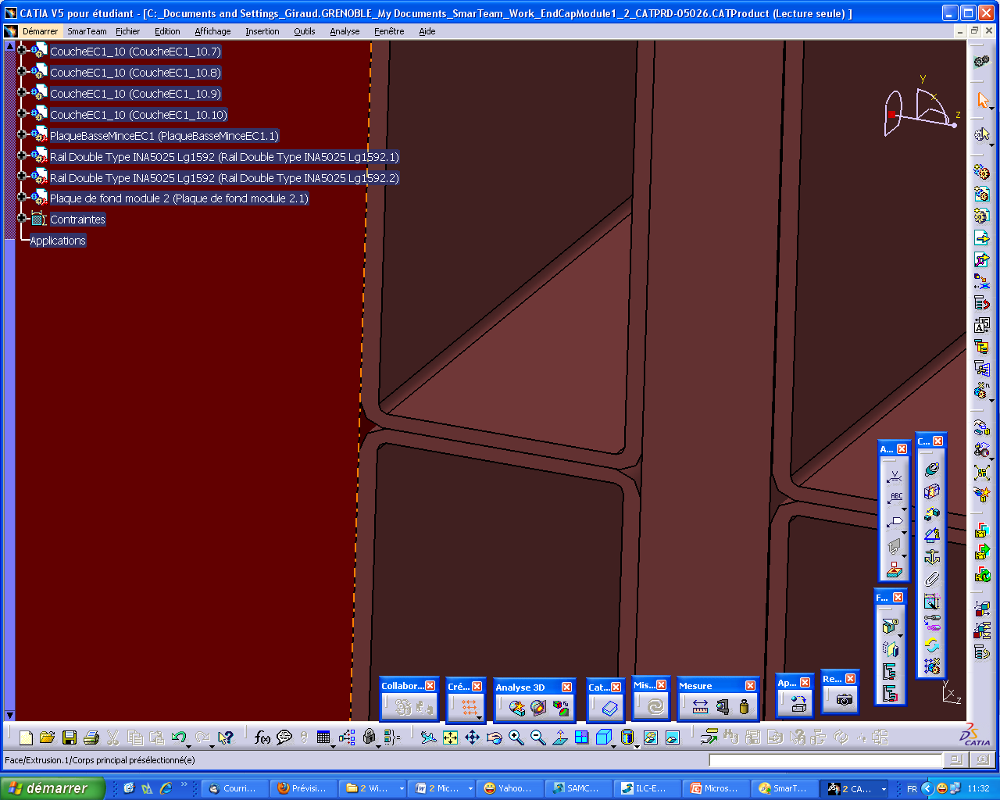 CATIA V5 pour étudiant - [C:_Documents and Settings_Giraud.GRENOBLE_My Documents_SmarTeam_Work_EndCapModule1_2_CATPRD-05026.CATProduct (Lecture seule) ]
Démarrer SmarTeam Fichier Edition Affichage Insertion Outils Analyse Fenêtre Aide
CoucheEC1_10 (CoucheEC1_10.7)
CoucheEC1_10 (CoucheEC1_10.8)
CoucheEC1_10 (CoucheEC1_10.9)
CoucheEC1_10 (CoucheEC1_10.10)
PlaqueBasseMinceEC1 (PlaqueBasseMinceEC1.1)
Rail Double Type INA5025 Lg1592 (Rail Double Type INA5025 Lg1592.1)
Rail Double Type INA5025 Lg1592 (Rail Double Type INA5025 Lg1592.2)
Plaque de fond module 2 (Plaque de fond module 2.1)
Contraintes
Applications
y
x
z
A... C...
ABC
F...
Collabor... Cré... Analyse 3D Cat... Mis... Mesure Ap... Re...
y
x
z
f(x)
CATIA
Face/Extrusion.1/Corps principal présélectionné(e)
démarrer » Courri... Prévisi... 2 Wi... 2 Mic... Yahoo... SAMC... ILC-E... Micros... SmarT... 2 CA... FR 11:32